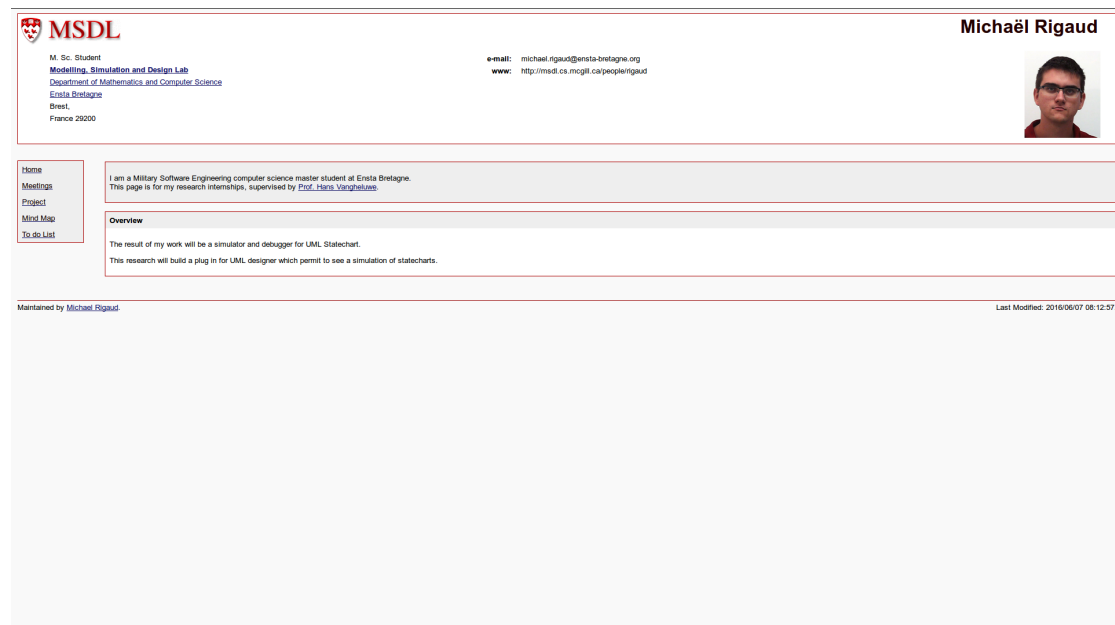 MSDL
Michaël Rigaud
M. Sc. Student
Modelling, Simulation and Design Lab
Department of Mathematics and Computer Science
Ensta Bretagne
Brest,
France 29200
e-mail: michael.rigaud@ensta-bretagne.org
www: http://msdl.cs.mcgill.ca/people/rigaud
Home
Meetings
Project
Mind Map
To do List
I am a Military Software Engineering computer science master student at Ensta Bretagne.
This page is for my research internships, supervised by Prof. Hans Vangheluwe.
Overview
The result of my work will be a simulator and debugger for UML Statechart.
This research will build a plug in for UML designer which permit to see a simulation of statecharts.
Maintained by Michael Rigaud.
Last Modified: 2016/06/07 08:12:57